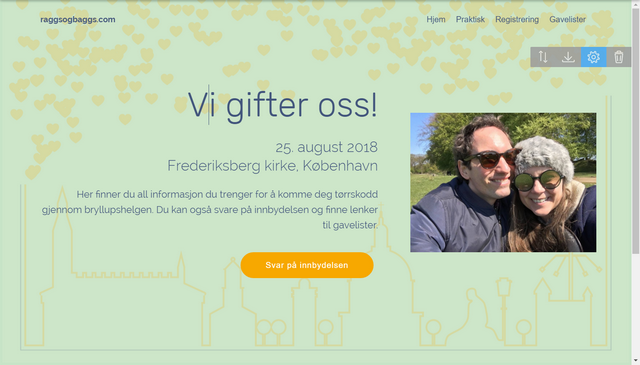 raggsogbaggs.com
Hjem Praktisk Registrering Gavelister
Vi gifter oss!
25. august 2018
Frederiksberg kirke, København
Her finner du all informasjon du trenger for å komme deg tørrskodd
gjennom bryllupshelgen. Du kan også svare på innbydelsen og finne lenker
til gavelister.
Svar på innbydelsen